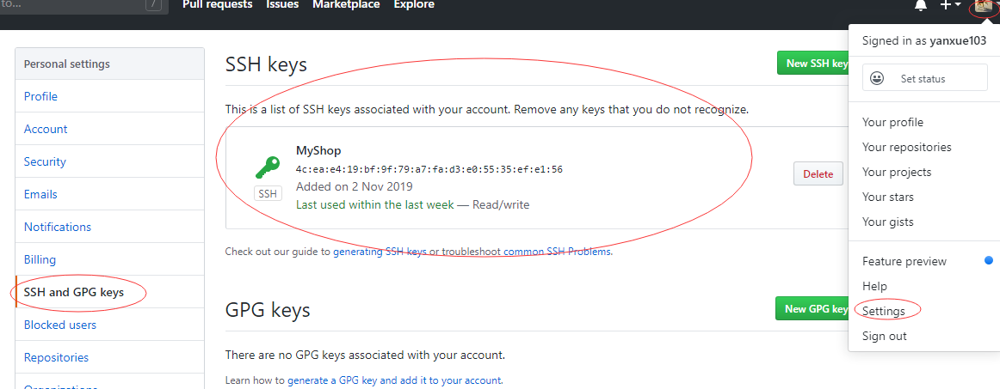 to... /
Pull requests Issues Marketplace Explore
Signed in as yanxue103
Set status
Your profile
Your repositories
Your projects
Your stars
Your gists
Feature preview
Help
Settings
Sign out
Personal settings
Profile
Account
Security
Emails
Notifications
Billing
SSH and GPG keys
Blocked users
Repositories
Organizations
SSH keys
New SSH key
This is a list of SSH keys associated with your account. Remove any keys that you do not recognize.
MyShop
4c:ea:e4:19:bf:9f:79:a7:fa:d3:e0:55:35:ef:e1:56
Added on 2 Nov 2019
SSH
Last used within the last week — Read/write
Delete
Check out our guide to generating SSH keys or troubleshoot common SSH Problems.
GPG keys
New GPG key
There are no GPG keys associated with your account.
Learn how to generate a GPG key and add it to your account.